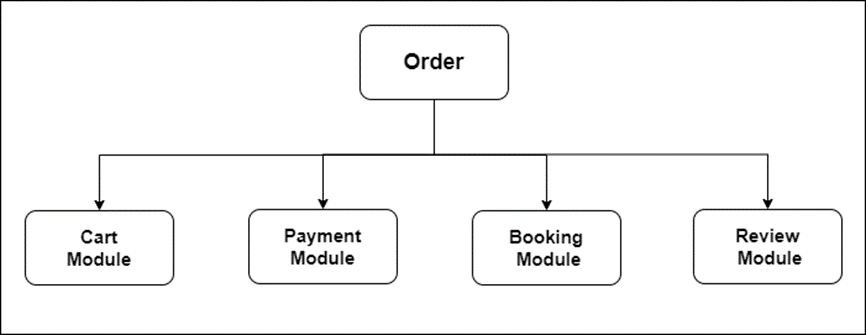 Order
Cart
Module
Payment
Module
Booking
Module
Review
Module